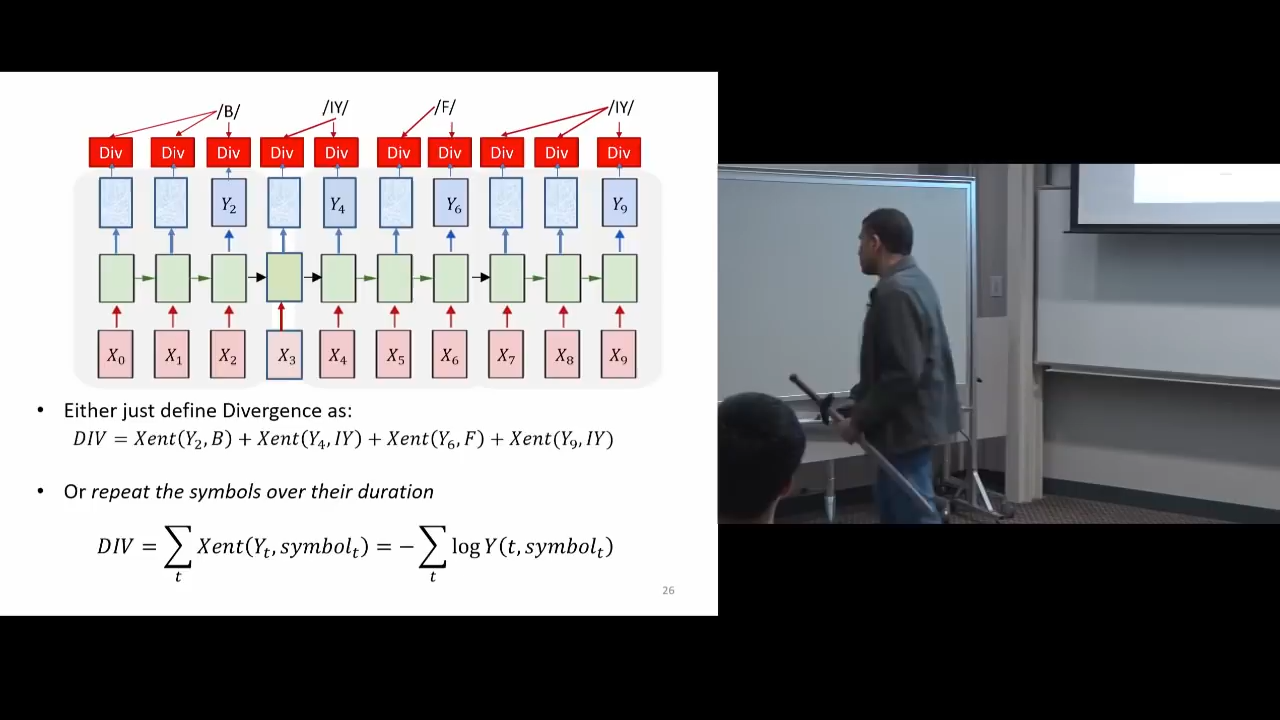 /B/ /IY/ /F/ /IY/
Div Div Div Div Div Div Div Div Div Div
Y₂ Y₄ Y₆ Y₉
X₀ X₁ X₂ X₃ X₄ X₅ X₆ X₇ X₈ X₉
• Either just define Divergence as:
DIV = Xent(Y₂, B) + Xent(Y₄, IY) + Xent(Y₆, F) + Xent(Y₉, IY)
• Or repeat the symbols over their duration
DIV = ∑ₜ Xent(Yₜ, symbolₜ) = − ∑ₜ log Y(t, symbolₜ)
26